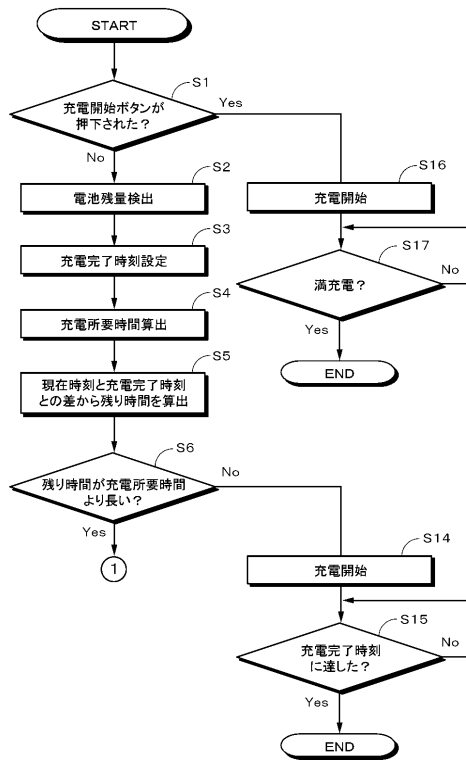 START
S1
充電開始ボタンが
押下された？
Yes
No
S2
電池残量検出
S3
充電完了時刻設定
S4
充電所要時間算出
S5
現在時刻と充電完了時刻
との差から残り時間を算出
S6
残り時間が充電所要時間
より長い？
No
Yes
1
S16
充電開始
S17
満充電？
No
Yes
END
S14
充電開始
S15
充電完了時刻
に達した？
No
Yes
END